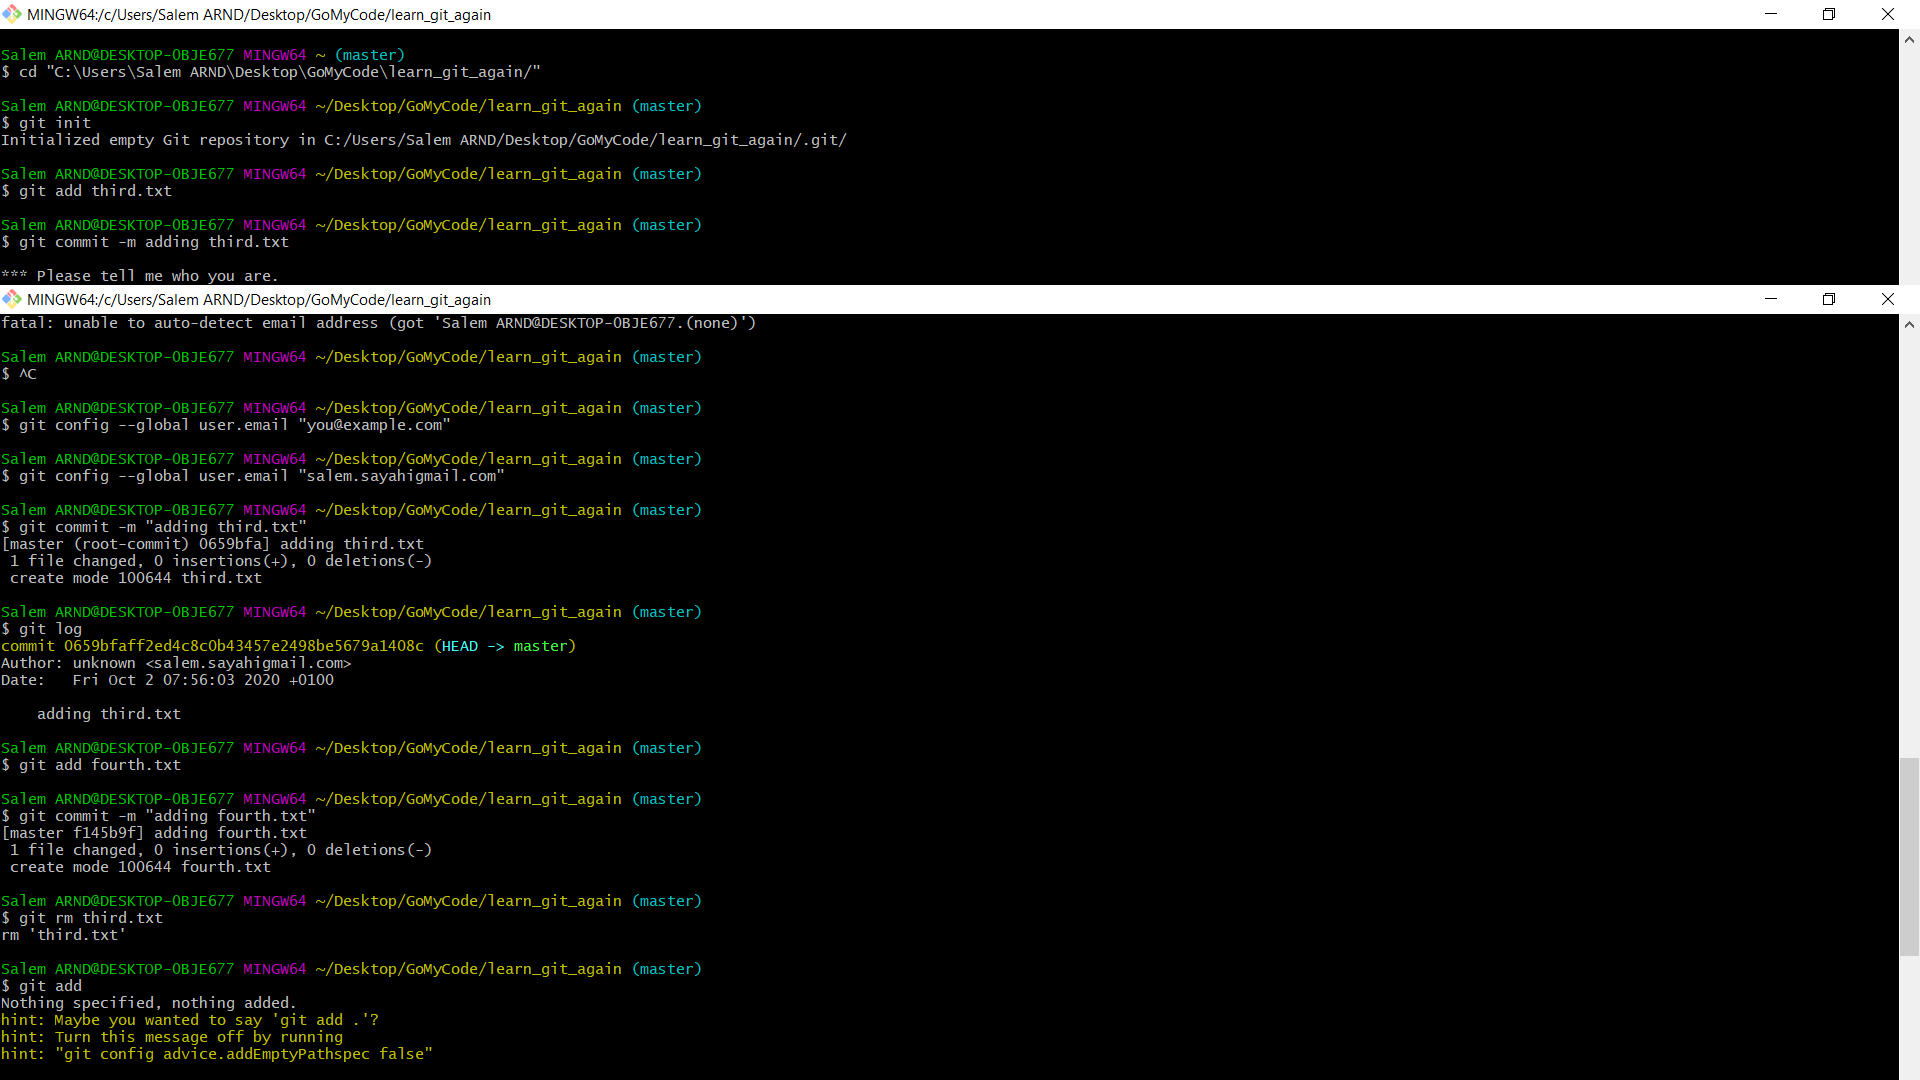 MINGW64:/c/Users/Salem ARND/Desktop/GoMyCode/learn_git_again
Salem ARND@DESKTOP-OBJE677 MINGW64 ~ (master)
$ cd "C:\Users\Salem ARND\Desktop\GoMyCode\learn_git_again/"
Salem ARND@DESKTOP-OBJE677 MINGW64 ~/Desktop/GoMyCode/learn_git_again (master)
$ git init
Initialized empty Git repository in C:/Users/Salem ARND/Desktop/GoMyCode/learn_git_again/.git/
Salem ARND@DESKTOP-OBJE677 MINGW64 ~/Desktop/GoMyCode/learn_git_again (master)
$ git add third.txt
Salem ARND@DESKTOP-OBJE677 MINGW64 ~/Desktop/GoMyCode/learn_git_again (master)
$ git commit -m adding third.txt
*** Please tell me who you are.
MINGW64:/c/Users/Salem ARND/Desktop/GoMyCode/learn_git_again
fatal: unable to auto-detect email address (got 'Salem ARND@DESKTOP-OBJE677.(none)')
Salem ARND@DESKTOP-OBJE677 MINGW64 ~/Desktop/GoMyCode/learn_git_again (master)
$ ^C
Salem ARND@DESKTOP-OBJE677 MINGW64 ~/Desktop/GoMyCode/learn_git_again (master)
$ git config --global user.email "you@example.com"
Salem ARND@DESKTOP-OBJE677 MINGW64 ~/Desktop/GoMyCode/learn_git_again (master)
$ git config --global user.email "salem.sayahigmail.com"
Salem ARND@DESKTOP-OBJE677 MINGW64 ~/Desktop/GoMyCode/learn_git_again (master)
$ git commit -m "adding third.txt"
[master (root-commit) 0659bfa] adding third.txt
 1 file changed, 0 insertions(+), 0 deletions(-)
 create mode 100644 third.txt
Salem ARND@DESKTOP-OBJE677 MINGW64 ~/Desktop/GoMyCode/learn_git_again (master)
$ git log
commit 0659bfaff2ed4c8c0b43457e2498be5679a1408c (HEAD -> master)
Author: unknown <salem.sayahigmail.com>
Date:   Fri Oct 2 07:56:03 2020 +0100
    adding third.txt
Salem ARND@DESKTOP-OBJE677 MINGW64 ~/Desktop/GoMyCode/learn_git_again (master)
$ git add fourth.txt
Salem ARND@DESKTOP-OBJE677 MINGW64 ~/Desktop/GoMyCode/learn_git_again (master)
$ git commit -m "adding fourth.txt"
[master f145b9f] adding fourth.txt
 1 file changed, 0 insertions(+), 0 deletions(-)
 create mode 100644 fourth.txt
Salem ARND@DESKTOP-OBJE677 MINGW64 ~/Desktop/GoMyCode/learn_git_again (master)
$ git rm third.txt
rm 'third.txt'
Salem ARND@DESKTOP-OBJE677 MINGW64 ~/Desktop/GoMyCode/learn_git_again (master)
$ git add
Nothing specified, nothing added.
hint: Maybe you wanted to say 'git add .'?
hint: Turn this message off by running
hint: "git config advice.addEmptyPathspec false"